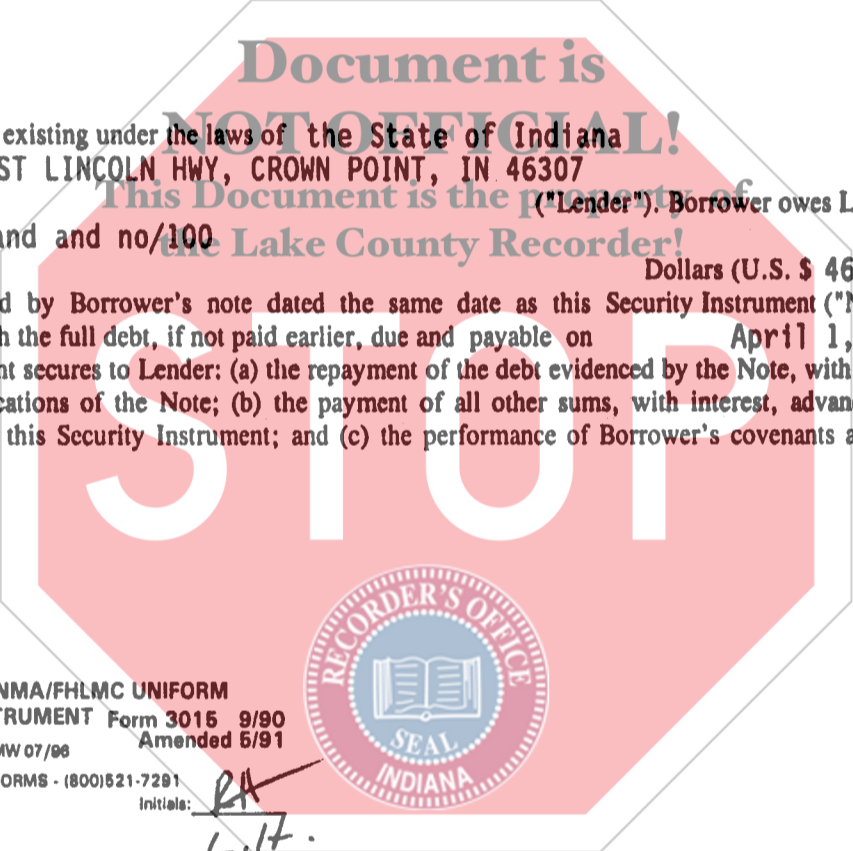 Document is
NOT OFFICIAL!
existing under the laws of the State of Indiana
ST LINCOLN HWY, CROWN POINT, IN 46307
This Document is the property of
("Lender"). Borrower owes L
and and no/100
the Lake County Recorder!
Dollars (U.S. $ 46
d by Borrower's note dated the same date as this Security Instrument ("N
h the full debt, if not paid earlier, due and payable on April 1,
nt secures to Lender: (a) the repayment of the debt evidenced by the Note, with
cations of the Note; (b) the payment of all other sums, with interest, advan
this Security Instrument; and (c) the performance of Borrower's covenants a
STOP
RECORDER'S OFFICE
SEAL
INDIANA
NMA/FHLMC UNIFORM
TRUMENT Form 3015 9/90
Amended 5/91
MW 07/96
ORMS - (800)521-7291
Initials: RH